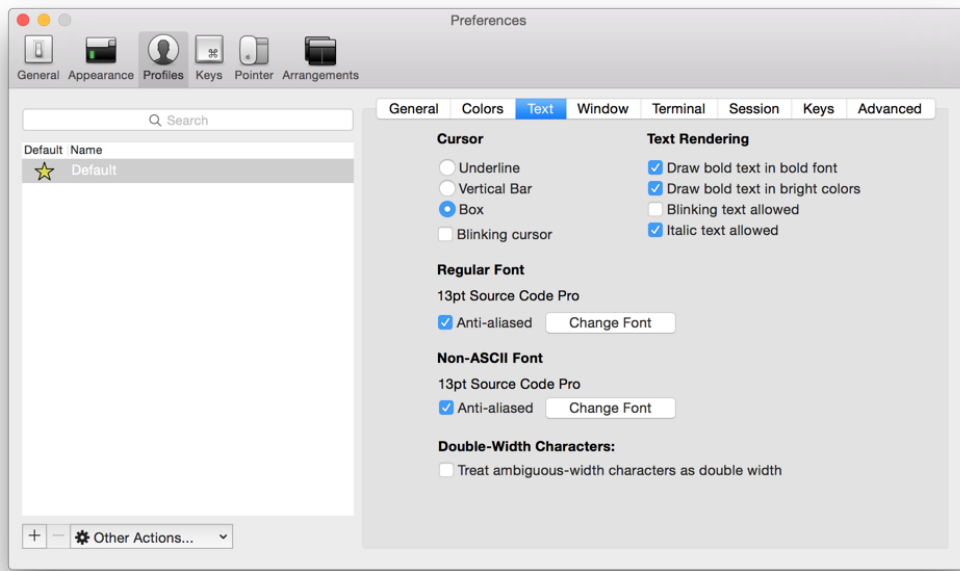 Preferences
General Appearance Profiles Keys Pointer Arrangements
Search
Default Name
Default
Other Actions...
General Colors Text Window Terminal Session Keys Advanced
Cursor
Underline
Vertical Bar
Box
Blinking cursor
Text Rendering
Draw bold text in bold font
Draw bold text in bright colors
Blinking text allowed
Italic text allowed
Regular Font
13pt Source Code Pro
Anti-aliased Change Font
Non-ASCII Font
13pt Source Code Pro
Anti-aliased Change Font
Double-Width Characters:
Treat ambiguous-width characters as double width